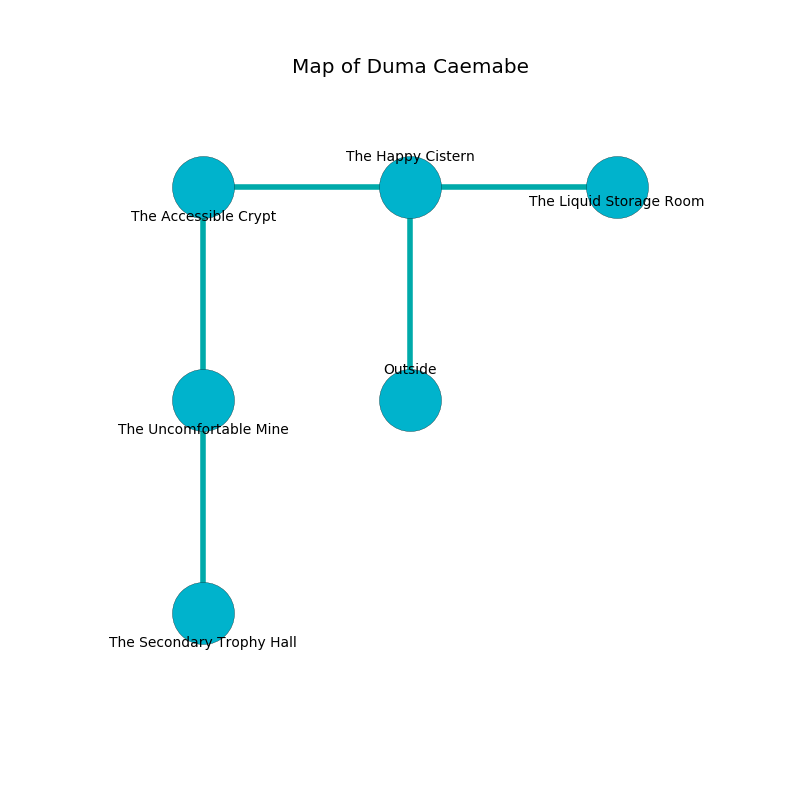 Map of Duma Caemabe
The Happy Cistern
The Liquid Storage Room
The Accessible Crypt
Outside
The Uncomfortable Mine
The Secondary Trophy Hall